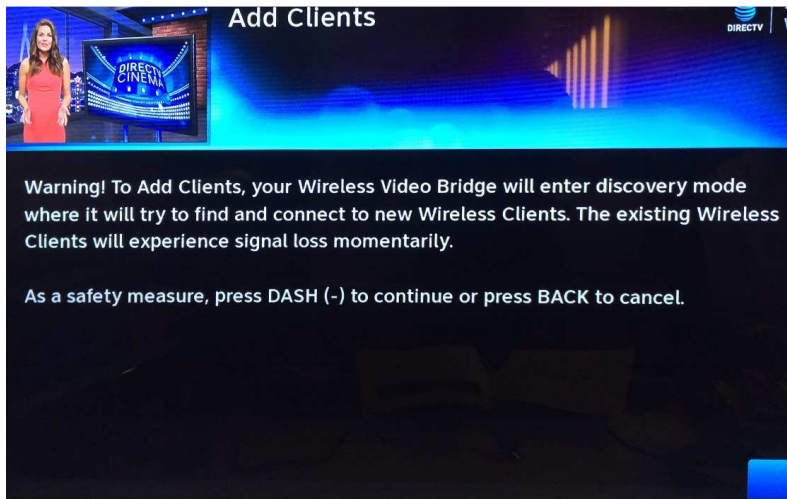 Add Clients
DIRECTV
DIRECTV
CINEMA
Warning! To Add Clients, your Wireless Video Bridge will enter discovery mode
where it will try to find and connect to new Wireless Clients. The existing Wireless
Clients will experience signal loss momentarily.
As a safety measure, press DASH (-) to continue or press BACK to cancel.